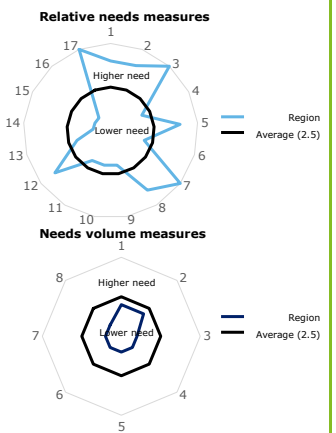 Relative needs measures
1
2
3
4
5
6
7
8
9
10
11
12
13
14
15
16
17
Higher need
Lower need
Region
Average (2.5)
Needs volume measures
1
2
3
4
5
6
7
8
Higher need
Lower need
Region
Average (2.5)